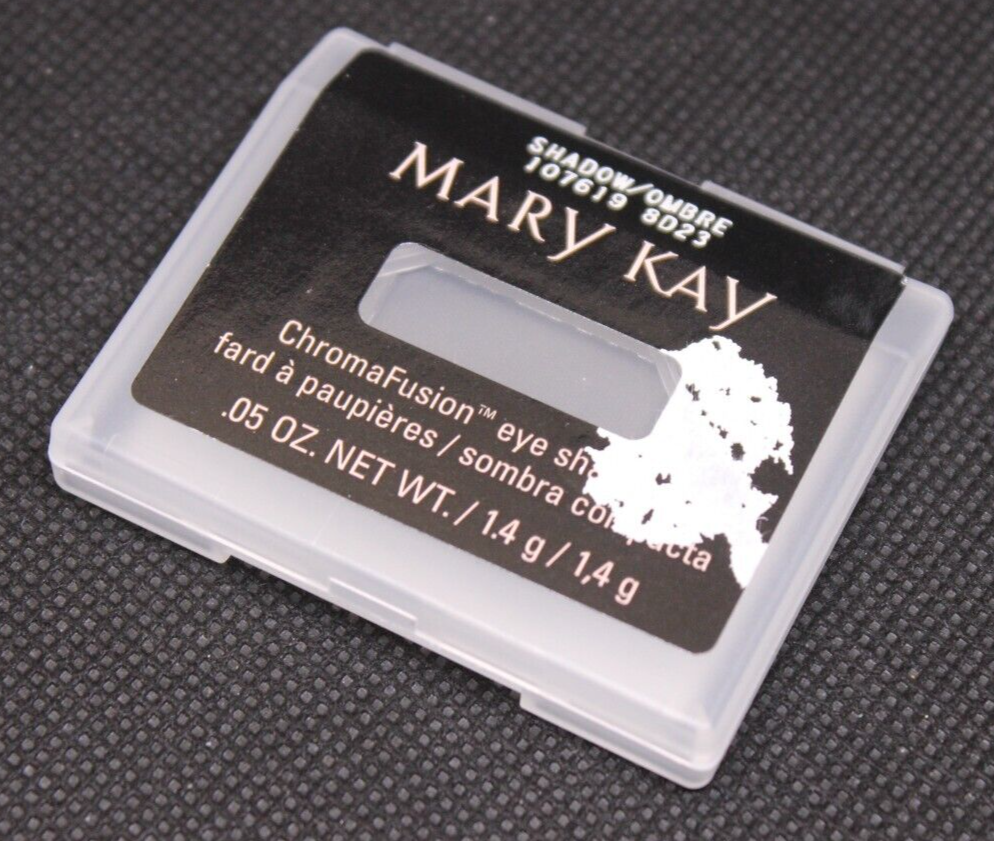 SHADOW/OMBRE
107619 8D23
MARY KAY
ChromaFusion™ eye
fard à paupières / sombra
.05 OZ. NET WT. / 1.4 g / 1,4 g